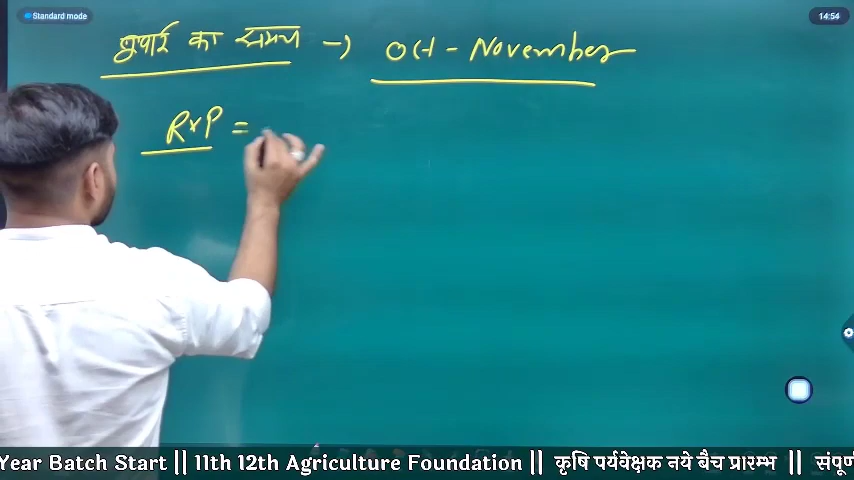 Standard mode
14:54
बुवाई का समय → Oct - November
R×P =
Year Batch Start || 11th 12th Agriculture Foundation || कृषि पर्यवेक्षक नये बैच प्रारम्भ || संपूर्ण